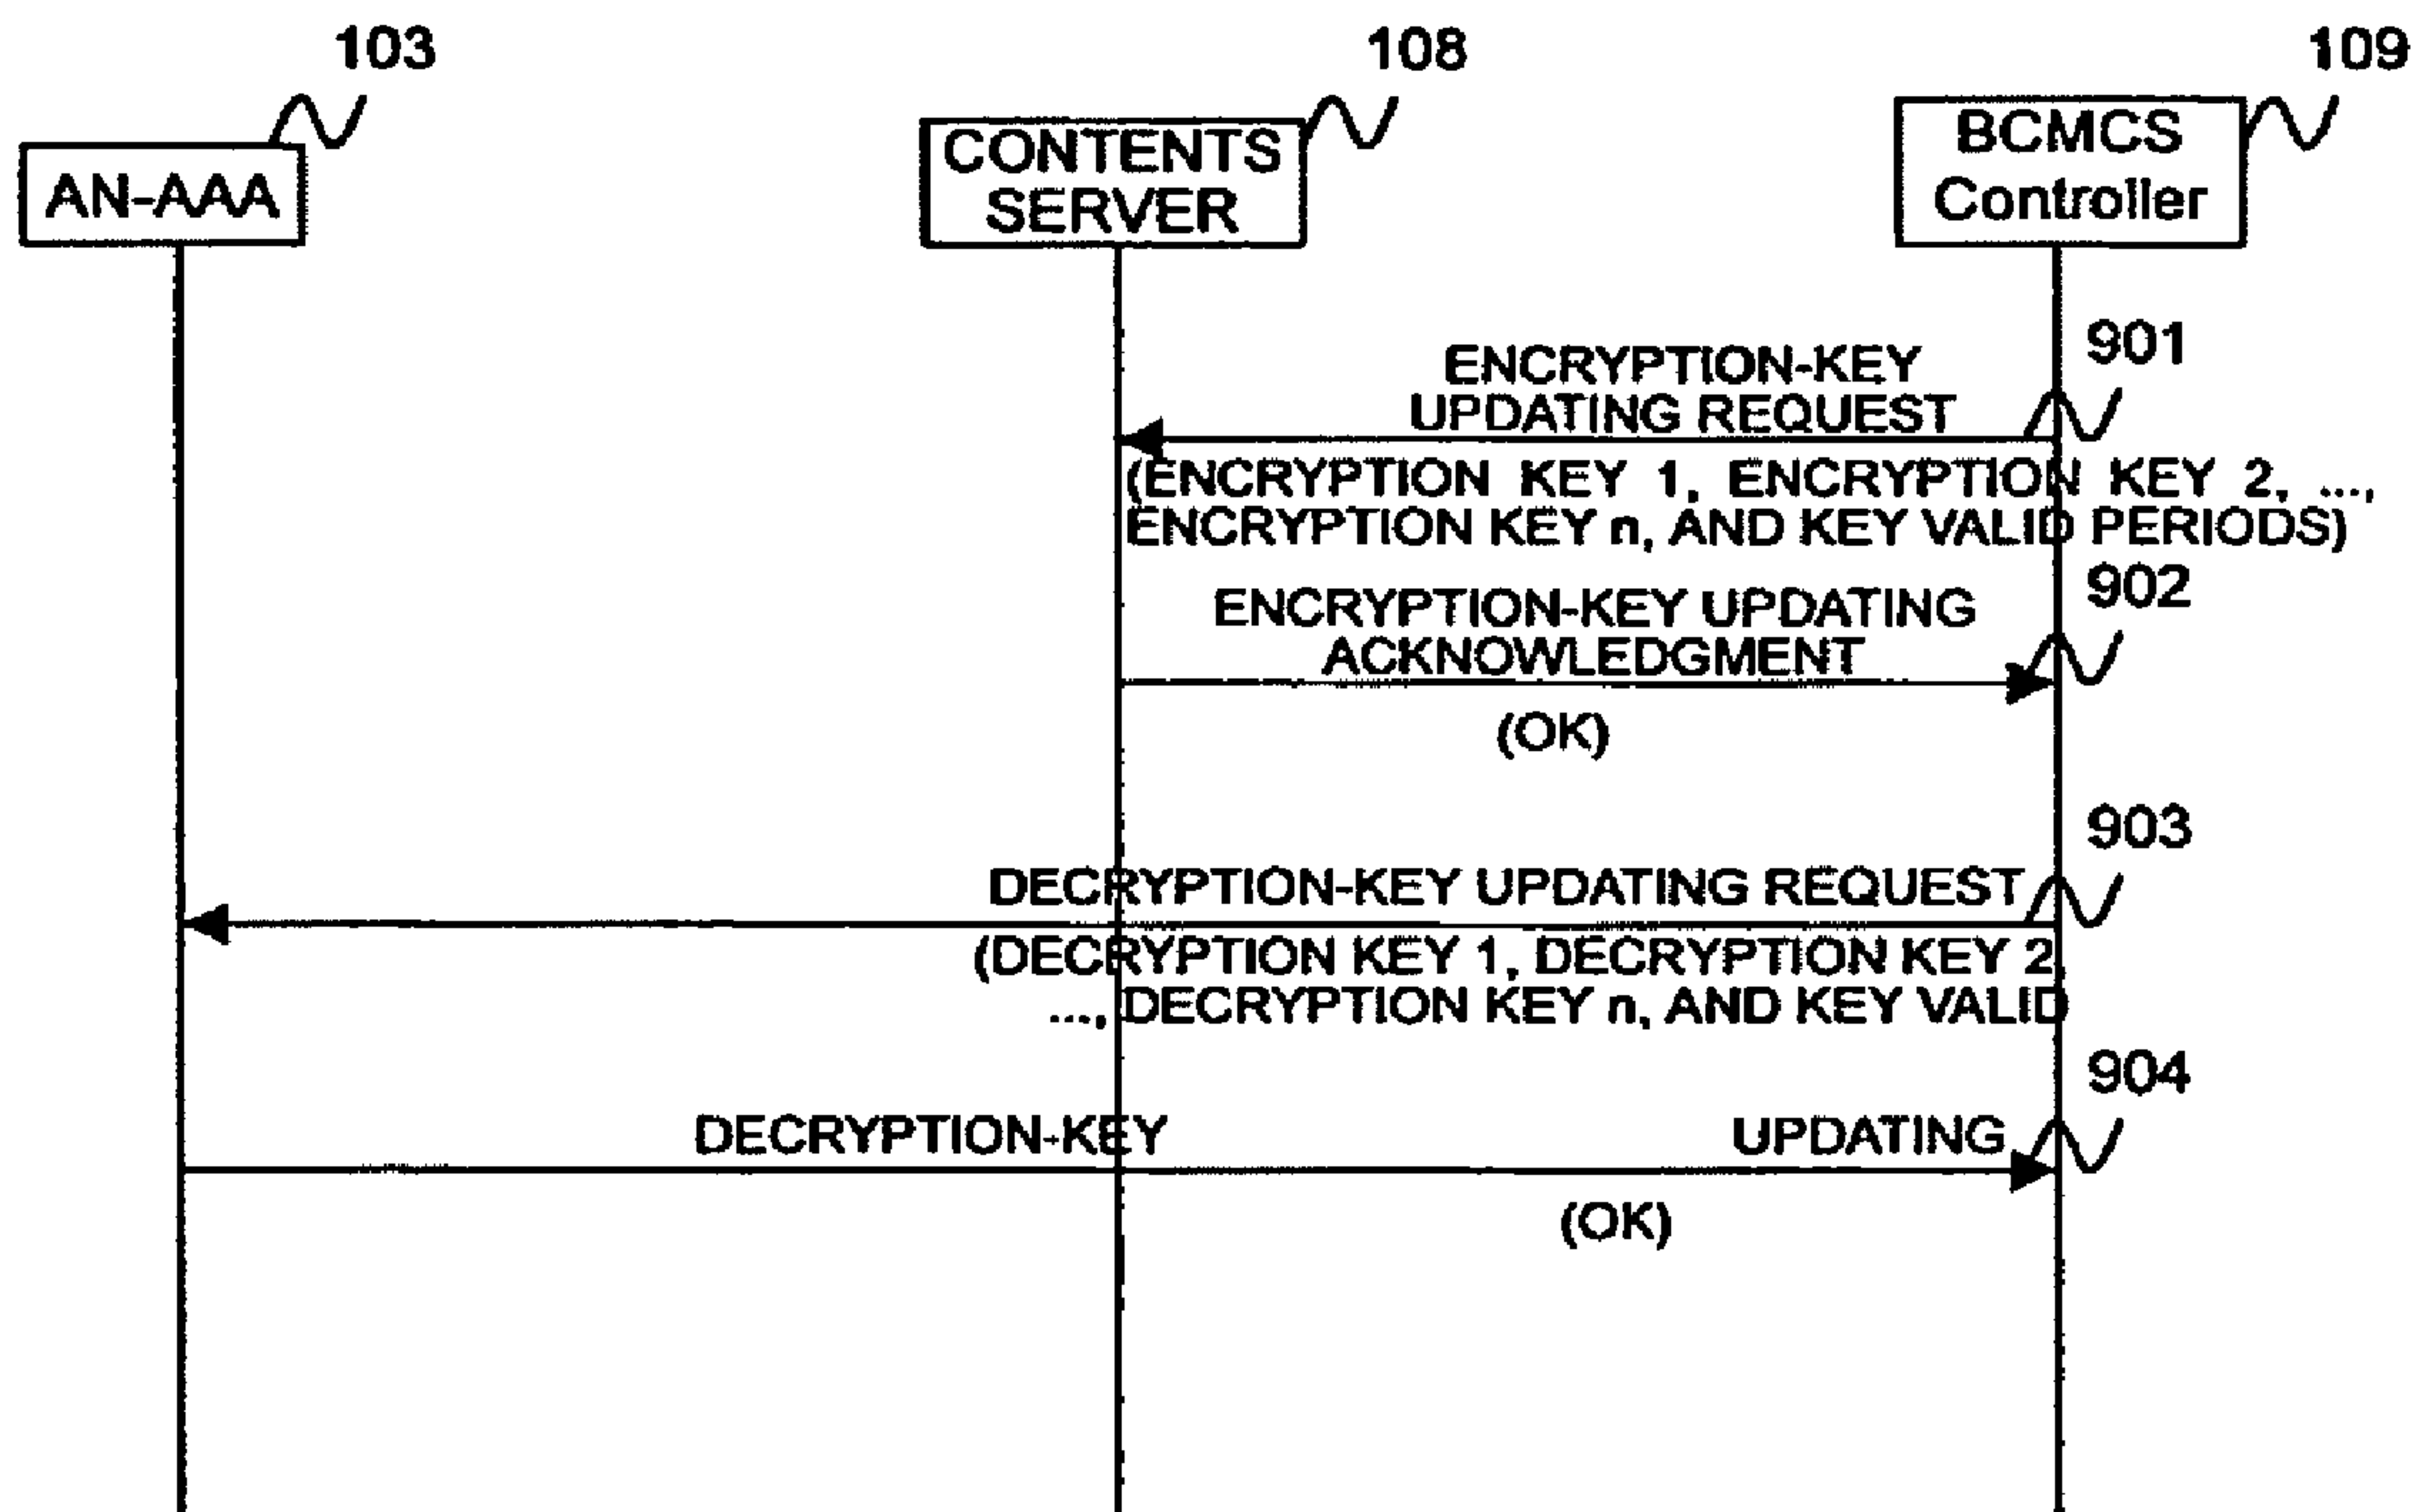 103
108
109
AN-AAA
CONTENTS
SERVER
BCMCS
Controller
901
ENCRYPTION-KEY
UPDATING REQUEST
(ENCRYPTION KEY 1, ENCRYPTION KEY 2, ...,
ENCRYPTION KEY n, AND KEY VALID PERIODS)
902
ENCRYPTION-KEY UPDATING
ACKNOWLEDGMENT
(OK)
903
DECRYPTION-KEY UPDATING REQUEST
(DECRYPTION KEY 1, DECRYPTION KEY 2,
..., DECRYPTION KEY n, AND KEY VALID
904
DECRYPTION-KEY UPDATING
(OK)